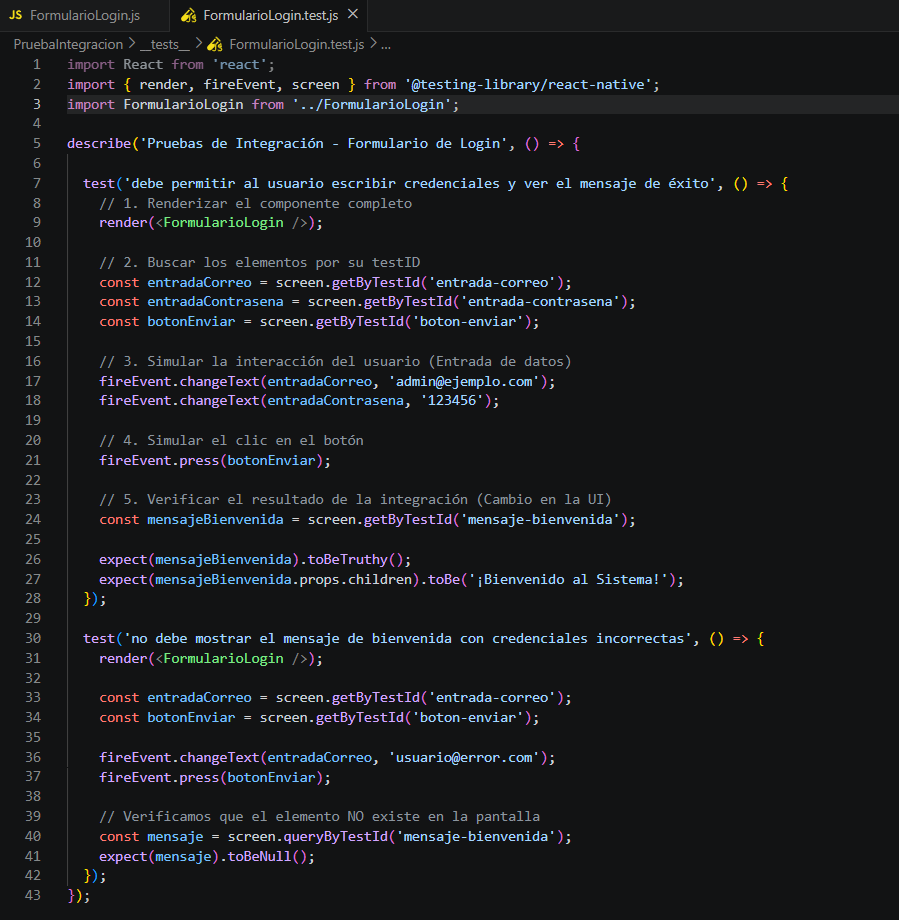 JS FormularioLogin.js FormularioLogin.test.js ×
PruebaIntegracion > __tests__ > FormularioLogin.test.js > ...
1 import React from 'react';
2 import { render, fireEvent, screen } from '@testing-library/react-native';
3 import FormularioLogin from '../FormularioLogin';
4
5 describe('Pruebas de Integración - Formulario de Login', () => {
6
7   test('debe permitir al usuario escribir credenciales y ver el mensaje de éxito', () => {
8     // 1. Renderizar el componente completo
9     render(<FormularioLogin />);
10
11     // 2. Buscar los elementos por su testID
12     const entradaCorreo = screen.getByTestId('entrada-correo');
13     const entradaContrasena = screen.getByTestId('entrada-contrasena');
14     const botonEnviar = screen.getByTestId('boton-enviar');
15
16     // 3. Simular la interacción del usuario (Entrada de datos)
17     fireEvent.changeText(entradaCorreo, 'admin@ejemplo.com');
18     fireEvent.changeText(entradaContrasena, '123456');
19
20     // 4. Simular el clic en el botón
21     fireEvent.press(botonEnviar);
22
23     // 5. Verificar el resultado de la integración (Cambio en la UI)
24     const mensajeBienvenida = screen.getByTestId('mensaje-bienvenida');
25
26     expect(mensajeBienvenida).toBeTruthy();
27     expect(mensajeBienvenida.props.children).toBe('¡Bienvenido al Sistema!');
28   });
29
30   test('no debe mostrar el mensaje de bienvenida con credenciales incorrectas', () => {
31     render(<FormularioLogin />);
32
33     const entradaCorreo = screen.getByTestId('entrada-correo');
34     const botonEnviar = screen.getByTestId('boton-enviar');
35
36     fireEvent.changeText(entradaCorreo, 'usuario@error.com');
37     fireEvent.press(botonEnviar);
38
39     // Verificamos que el elemento NO existe en la pantalla
40     const mensaje = screen.queryByTestId('mensaje-bienvenida');
41     expect(mensaje).toBeNull();
42   });
43 });